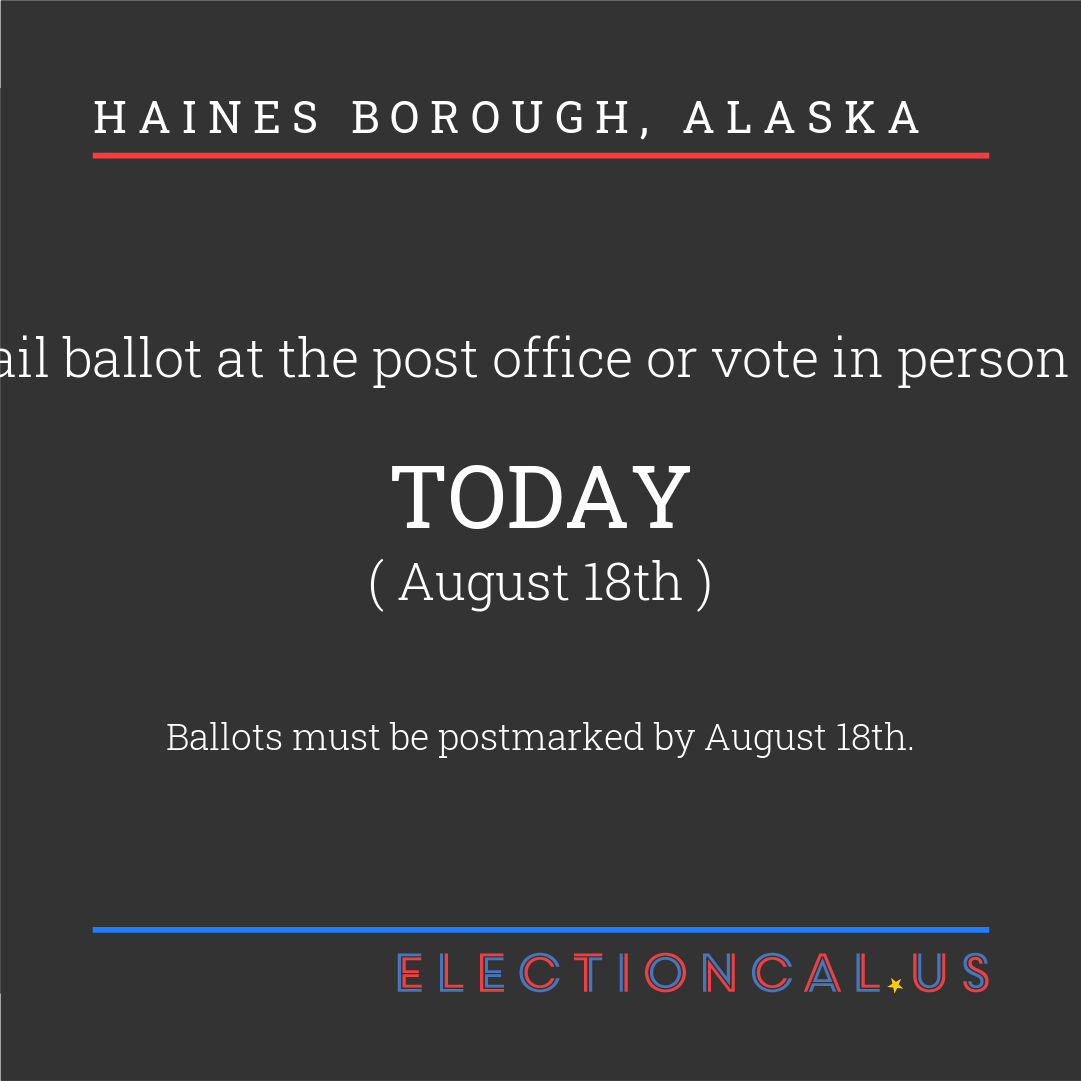 HAINES BOROUGH, ALASKA
ail ballot at the post office or vote in person
TODAY
( August 18th )
Ballots must be postmarked by August 18th.
ELECTIONCAL.US